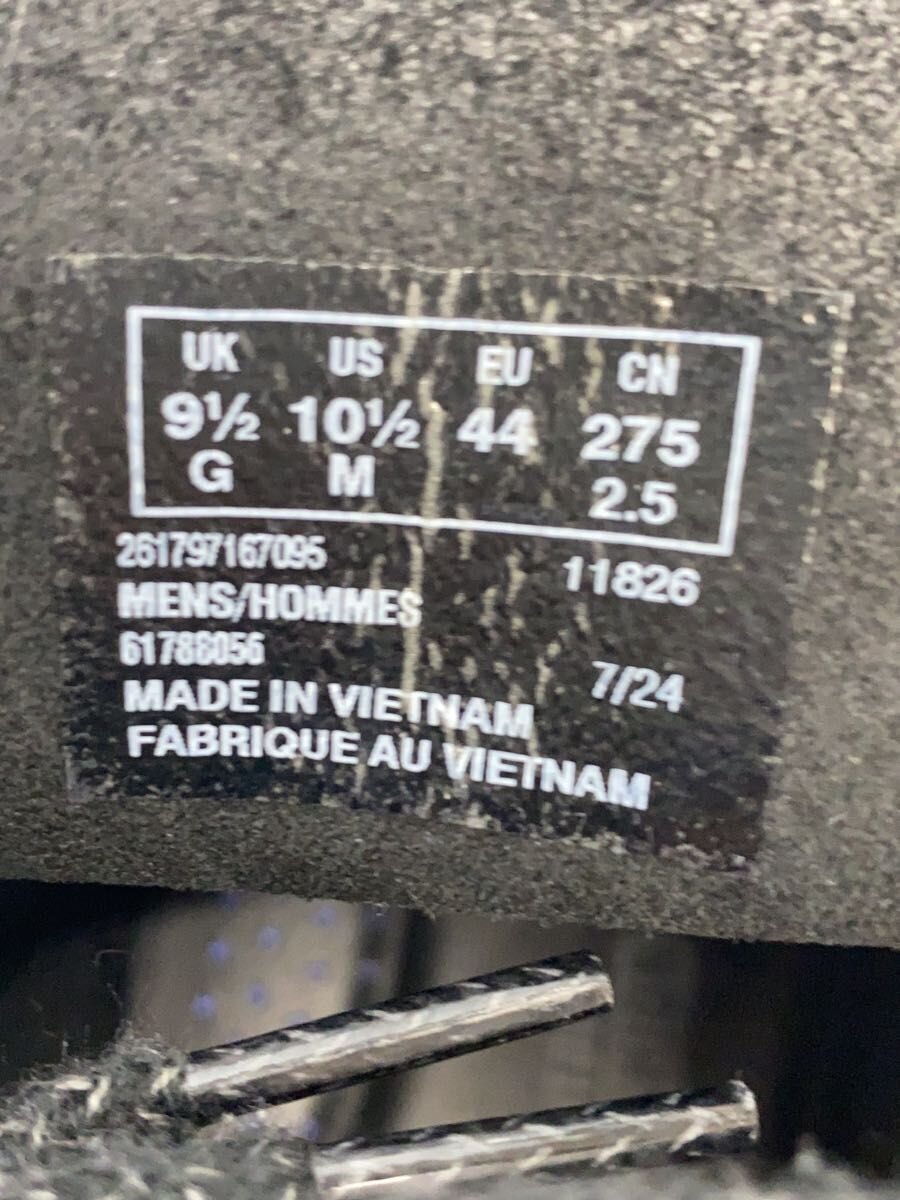 UK US EU CN
9½ 10½ 44 275
G M 2.5
261797167095 11826
MENS/HOMMES
61788056 7/24
MADE IN VIETNAM
FABRIQUE AU VIETNAM